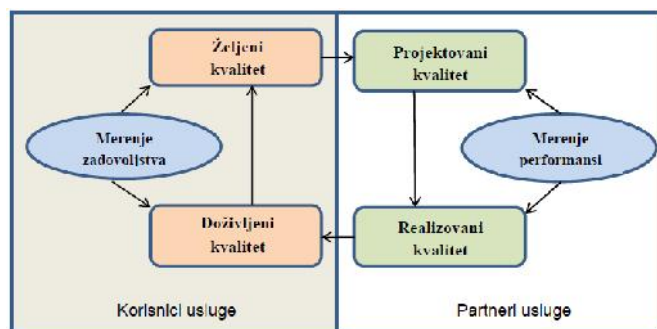 Željeni
kvalitet
Projektovani
kvalitet
Merenje
zadovoljstva
Merenje
performansi
Doživljeni
kvalitet
Realizovani
kvalitet
Korisnici usluge
Partneri usluge